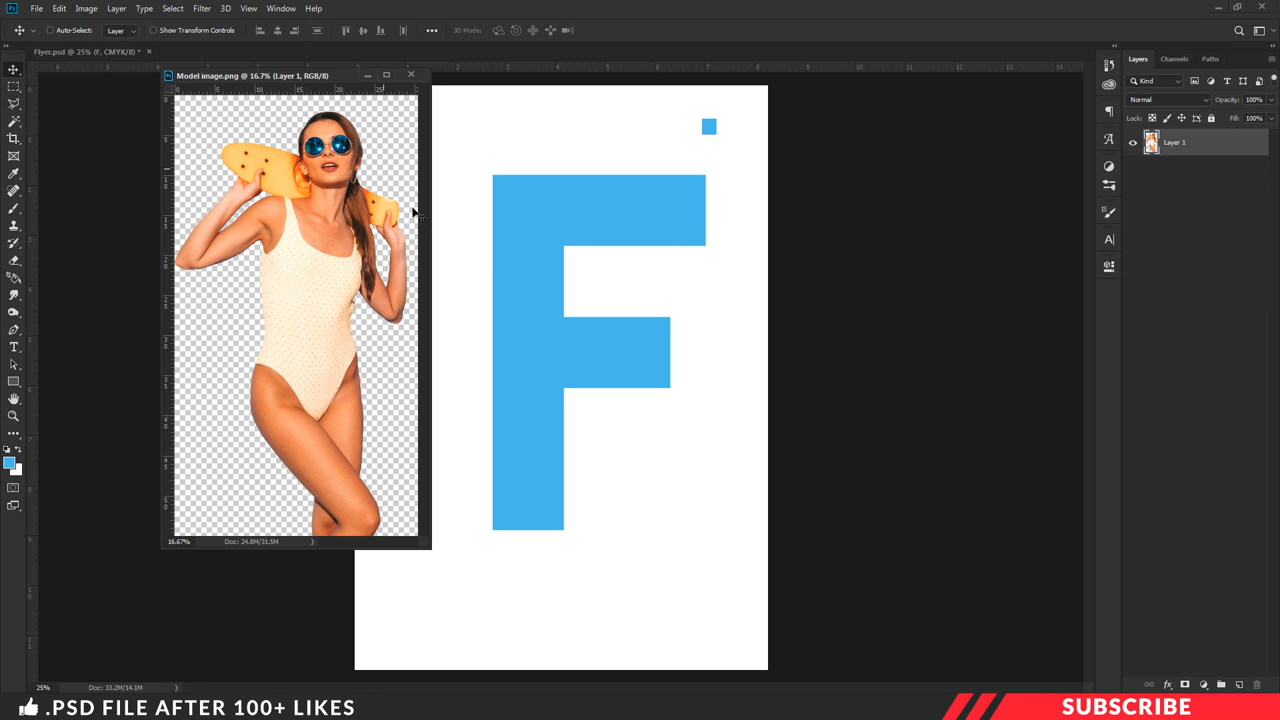 Ps File Edit Image Layer Type Select Filter 3D View Window Help
Auto-Select: Layer Show Transform Controls 3D Mode:
Flyer.psd @ 25% (F, CMYK/8) *
Model image.png @ 16.7% (Layer 1, RGB/8)
Layers Channels Paths
Kind
Normal Opacity: 100%
Lock: Fill: 100%
Layer 1
F
16.67% Doc: 24.8M/31.5M
25% Doc: 33.2M/14.1M
.PSD FILE AFTER 100+ LIKES
SUBSCRIBE